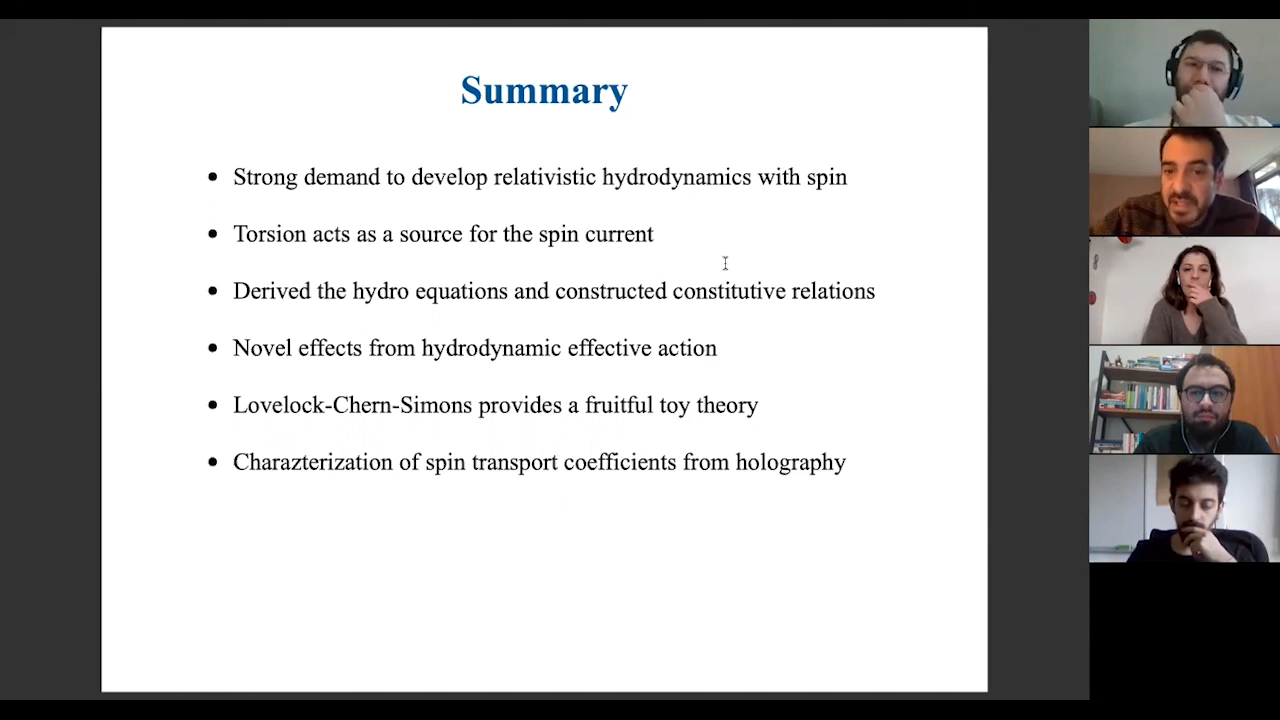 Summary
• Strong demand to develop relativistic hydrodynamics with spin
• Torsion acts as a source for the spin current
• Derived the hydro equations and constructed constitutive relations
• Novel effects from hydrodynamic effective action
• Lovelock-Chern-Simons provides a fruitful toy theory
• Charazterization of spin transport coefficients from holography